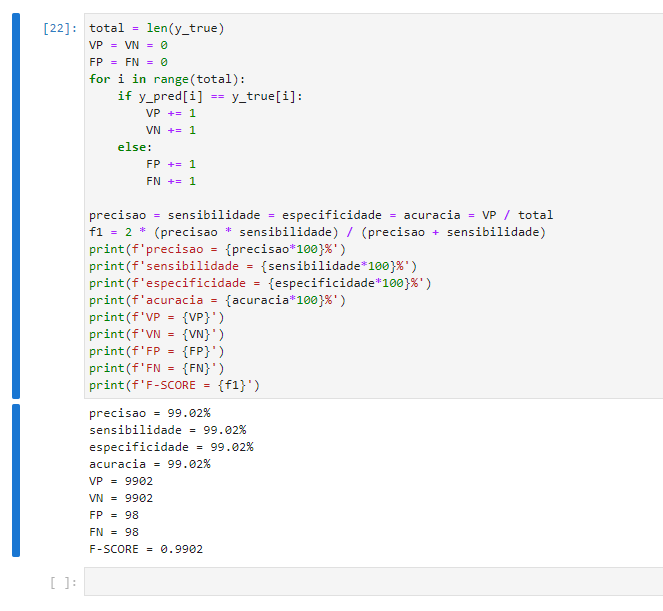 [22]: total = len(y_true)
VP = VN = 0
FP = FN = 0
for i in range(total):
    if y_pred[i] == y_true[i]:
        VP += 1
        VN += 1
    else:
        FP += 1
        FN += 1

precisao = sensibilidade = especificidade = acuracia = VP / total
f1 = 2 * (precisao * sensibilidade) / (precisao + sensibilidade)
print(f'precisao = {precisao*100}%')
print(f'sensibilidade = {sensibilidade*100}%')
print(f'especificidade = {especificidade*100}%')
print(f'acuracia = {acuracia*100}%')
print(f'VP = {VP}')
print(f'VN = {VN}')
print(f'FP = {FP}')
print(f'FN = {FN}')
print(f'F-SCORE = {f1}')
precisao = 99.02%
sensibilidade = 99.02%
especificidade = 99.02%
acuracia = 99.02%
VP = 9902
VN = 9902
FP = 98
FN = 98
F-SCORE = 0.9902
[ ]: